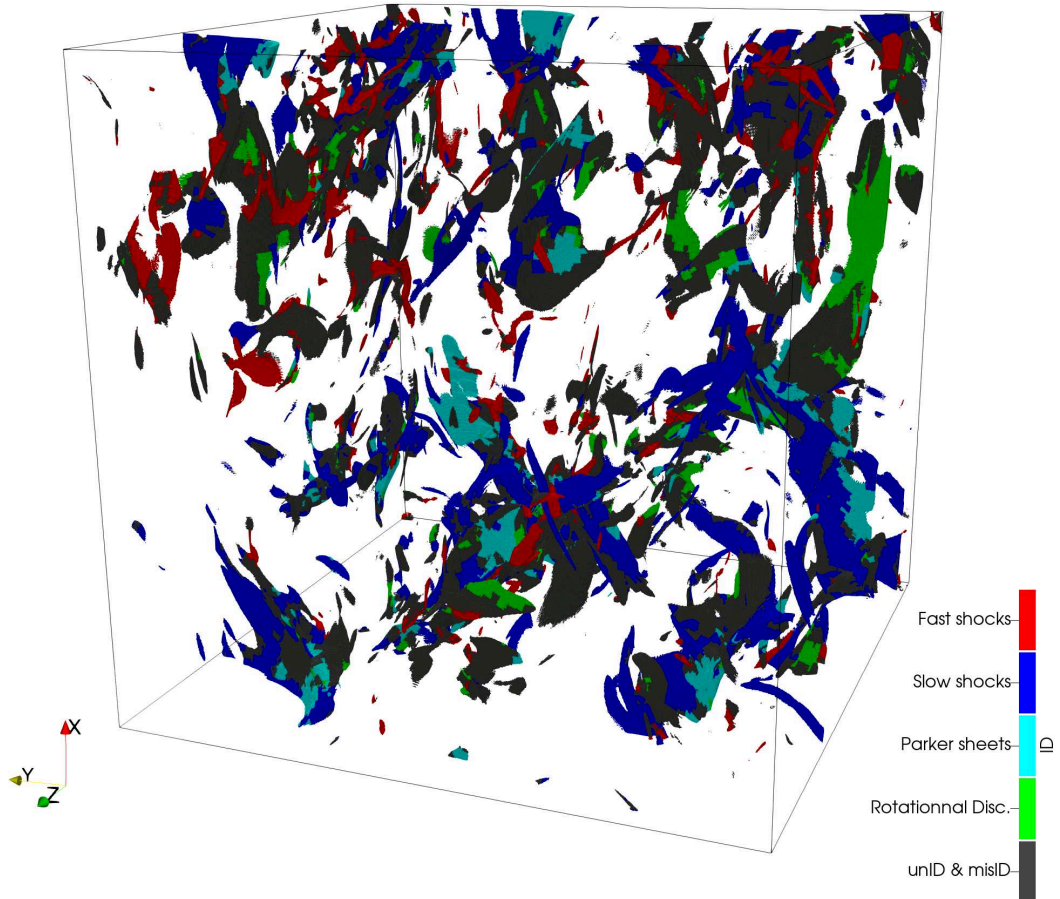 X
Y
Z
Fast shocks
Slow shocks
Parker sheets
ID
Rotationnal Disc.
unID & misID